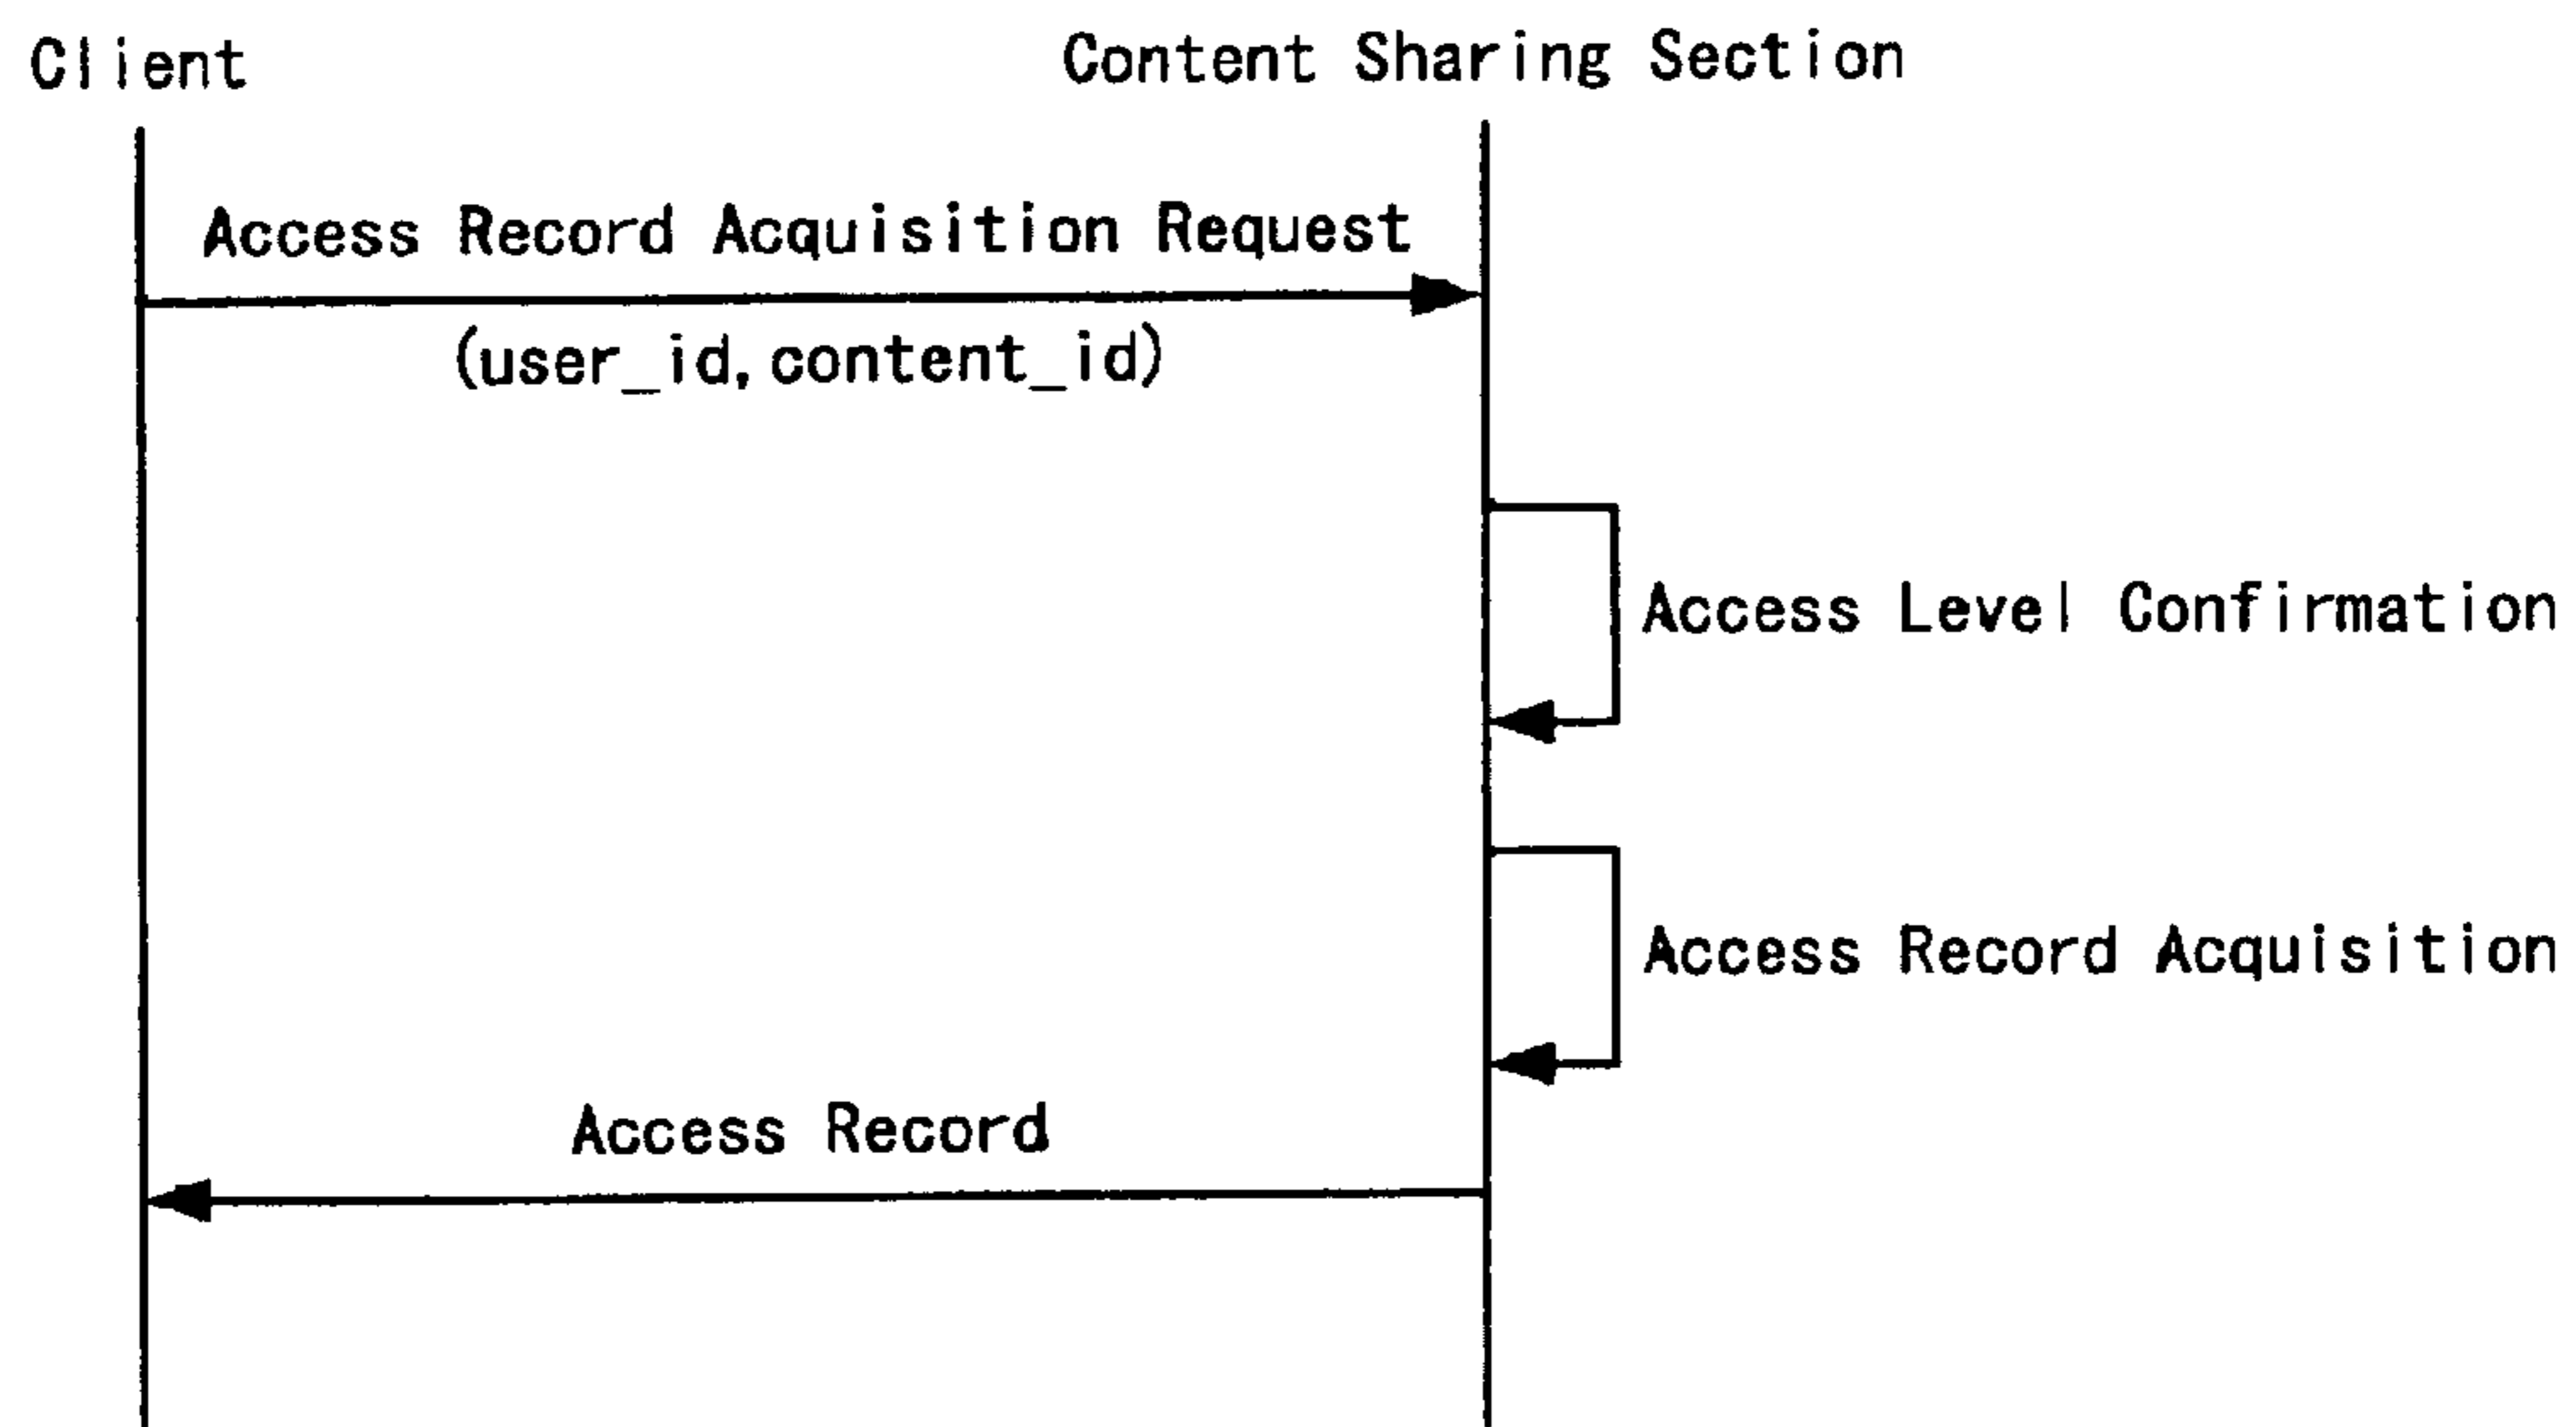 Client
Content Sharing Section
Access Record Acquisition Request
(user_id, content_id)
Access Level Confirmation
Access Record Acquisition
Access Record